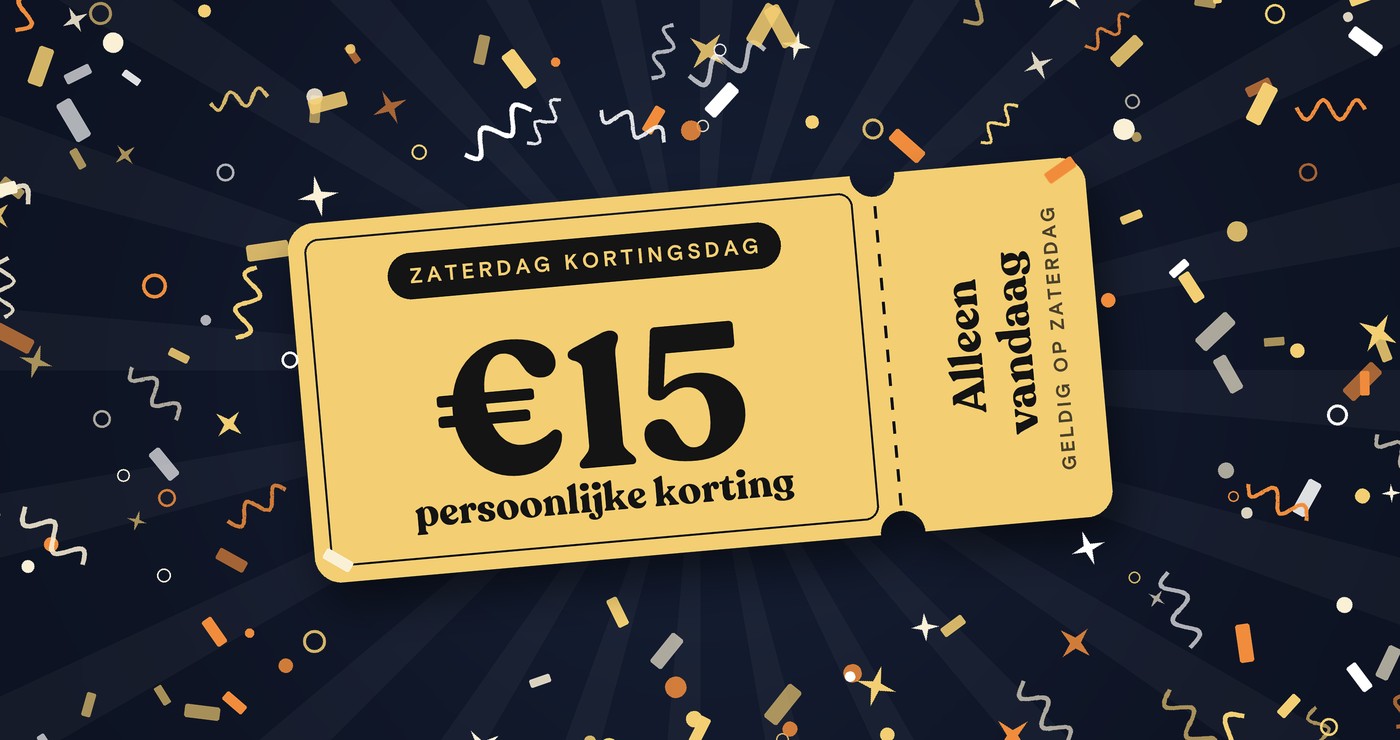 ZATERDAG KORTINGSDAG
€15
persoonlijke korting
Alleen
vandaag
GELDIG OP ZATERDAG